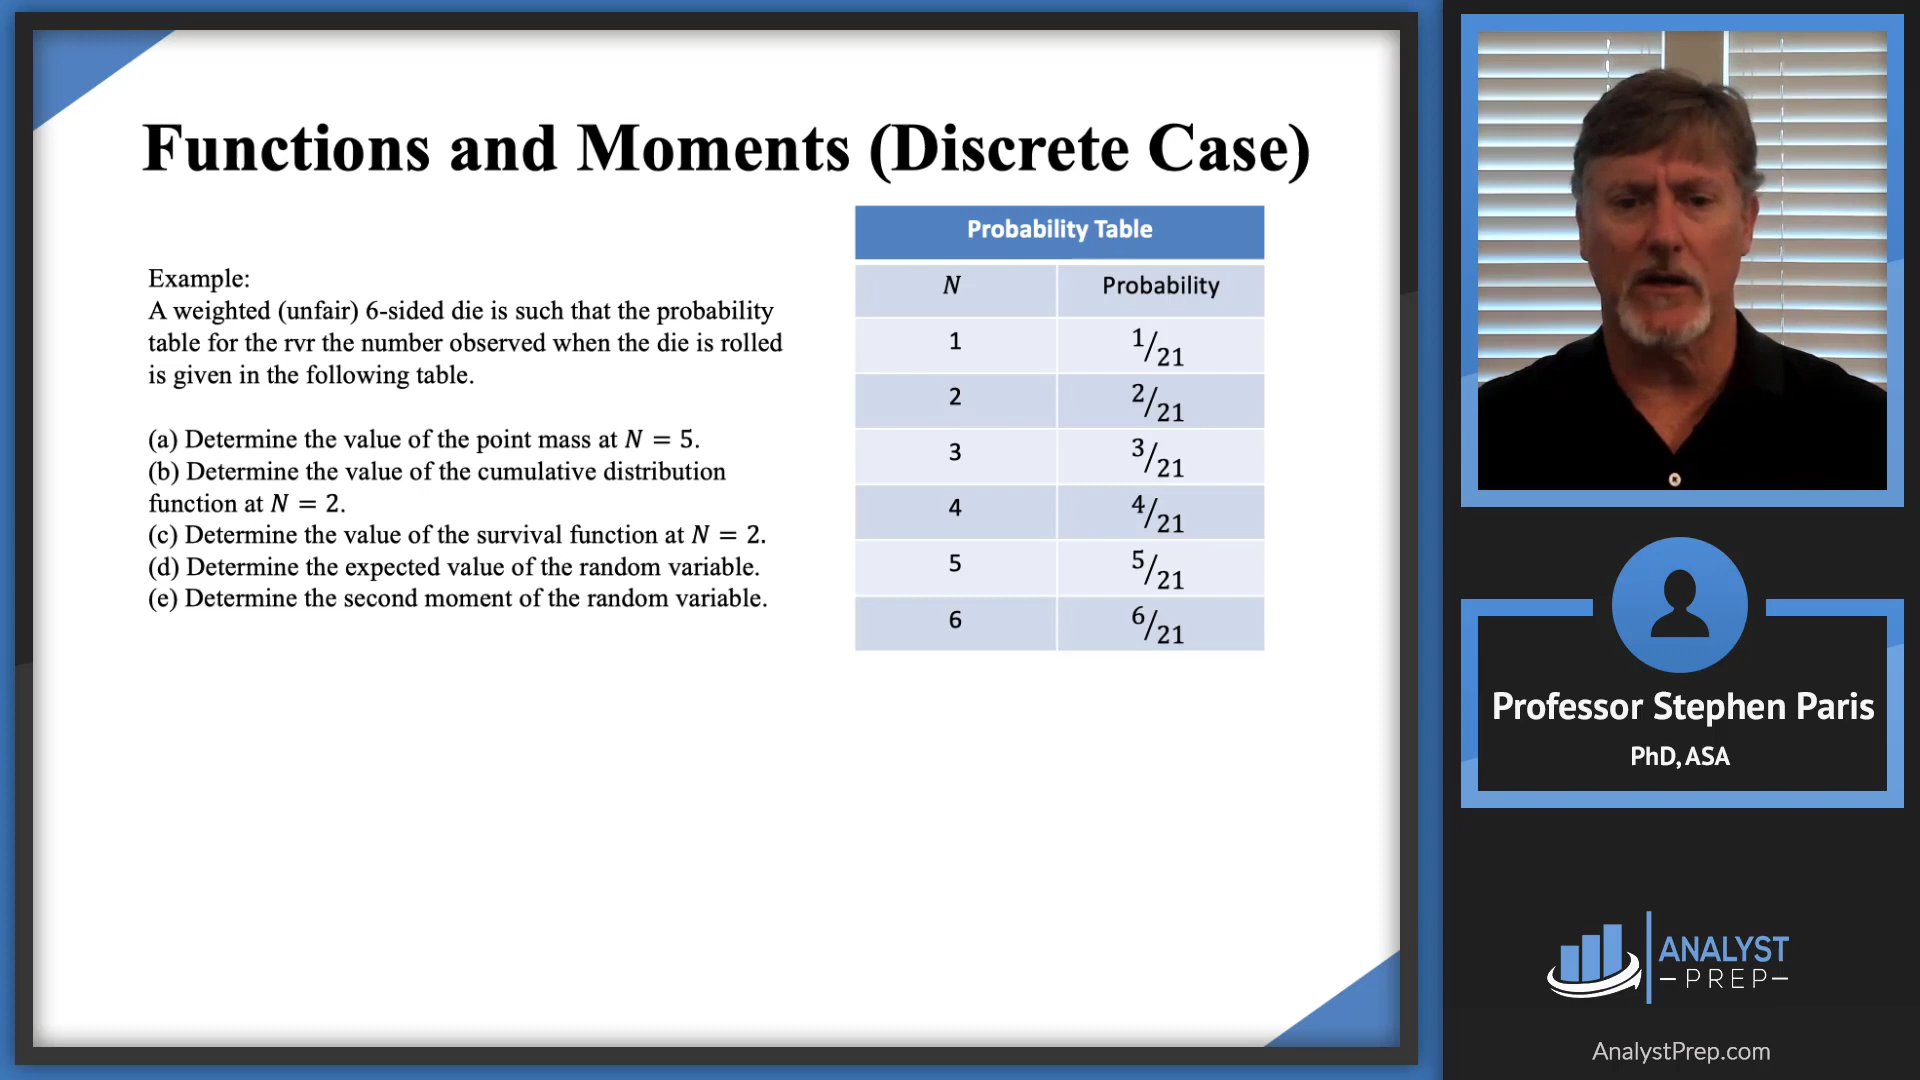 Functions and Moments (Discrete Case)
Example:
A weighted (unfair) 6-sided die is such that the probability
table for the rvr the number observed when the die is rolled
is given in the following table.
(a) Determine the value of the point mass at N = 5.
(b) Determine the value of the cumulative distribution
function at N = 2.
(c) Determine the value of the survival function at N = 2.
(d) Determine the expected value of the random variable.
(e) Determine the second moment of the random variable.
Probability Table
N Probability
1 1/21
2 2/21
3 3/21
4 4/21
5 5/21
6 6/21
Professor Stephen Paris
PhD, ASA
ANALYST
PREP
AnalystPrep.com